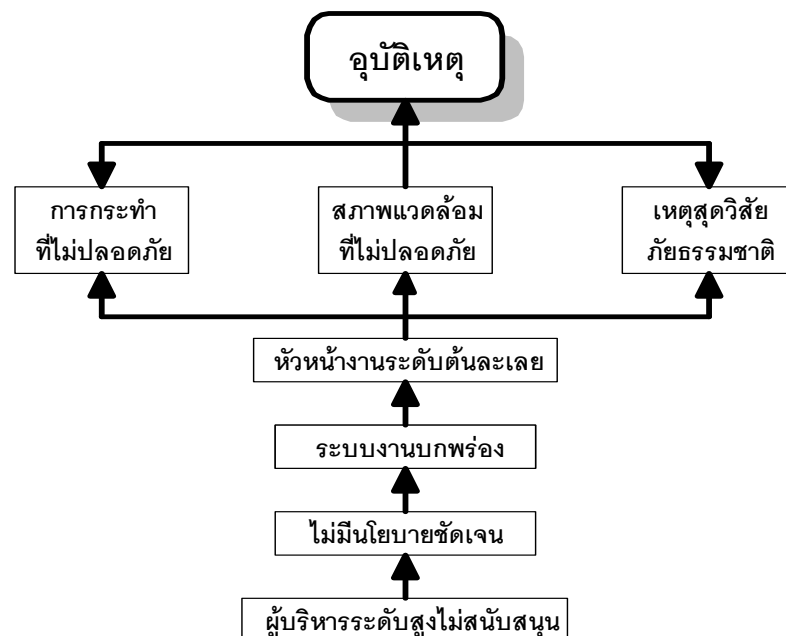 อุบัติเหตุ
การกระทำ
ที่ไม่ปลอดภัย
สภาพแวดล้อม
ที่ไม่ปลอดภัย
เหตุสุดวิสัย
ภัยธรรมชาติ
หัวหน้างานระดับต้นละเลย
ระบบงานบกพร่อง
ไม่มีนโยบายชัดเจน
ผู้บริหารระดับสูงไม่สนับสนุน